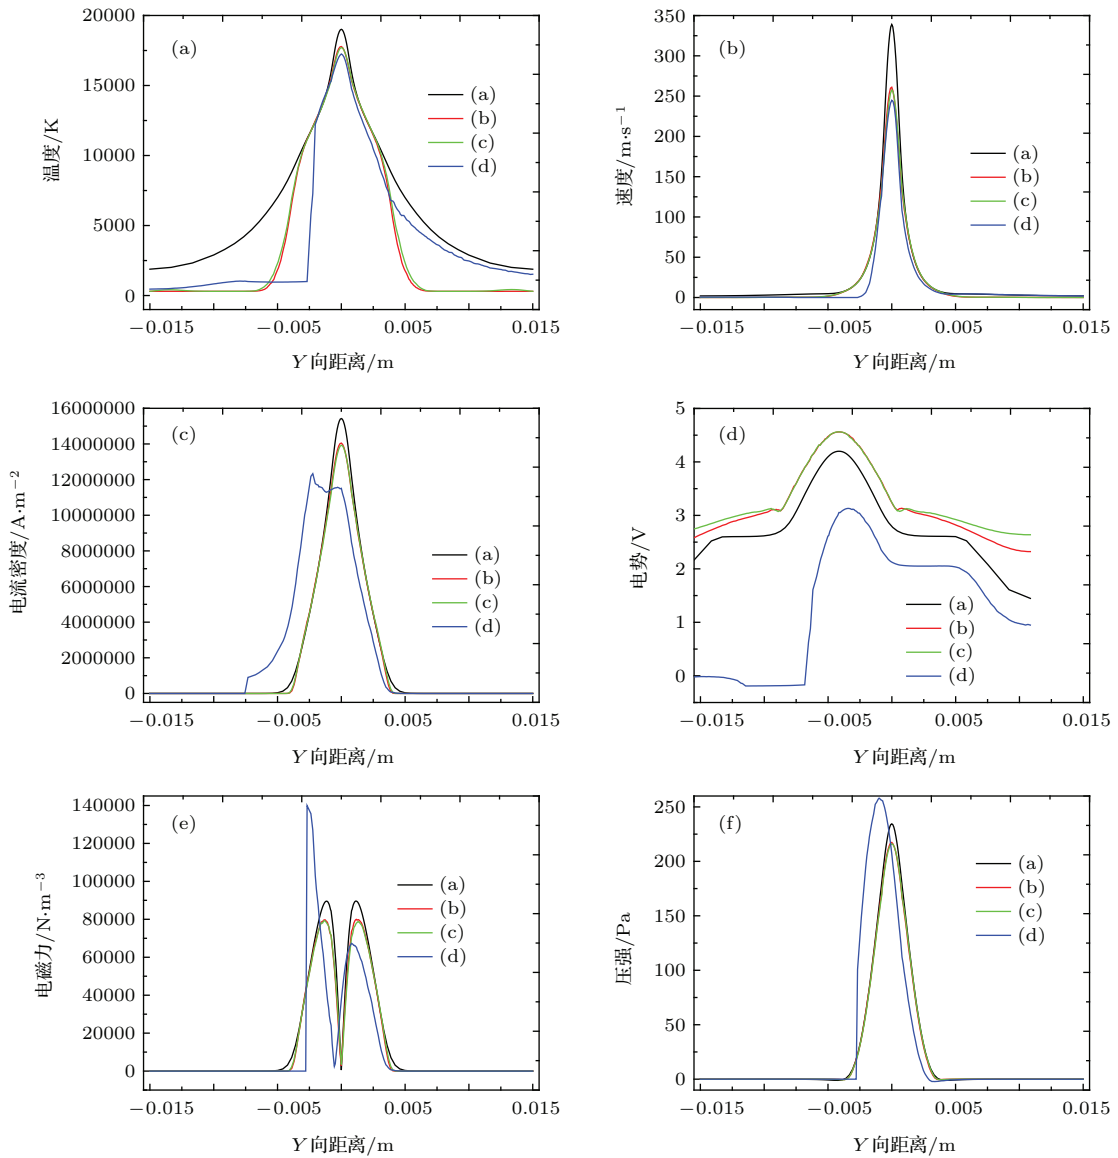 20000
15000
10000
5000
0
温度/K
(a)
(a)
(b)
(c)
(d)
−0.015
−0.005
0.005
0.015
Y 向距离/m
350
300
250
200
150
100
50
0
速度/m·s⁻¹
(b)
(a)
(b)
(c)
(d)
−0.015
−0.005
0.005
0.015
Y 向距离/m
16000000
14000000
12000000
10000000
8000000
6000000
4000000
2000000
0
电流密度/A·m⁻²
(c)
(a)
(b)
(c)
(d)
−0.015
−0.005
0.005
0.015
Y 向距离/m
5
4
3
2
1
0
电势/V
(d)
(a)
(b)
(c)
(d)
−0.015
−0.005
0.005
0.015
Y 向距离/m
140000
120000
100000
80000
60000
40000
20000
0
电磁力/N·m⁻³
(e)
(a)
(b)
(c)
(d)
−0.015
−0.005
0.005
0.015
Y 向距离/m
250
200
150
100
50
0
压强/Pa
(f)
(a)
(b)
(c)
(d)
−0.015
−0.005
0.005
0.015
Y 向距离/m